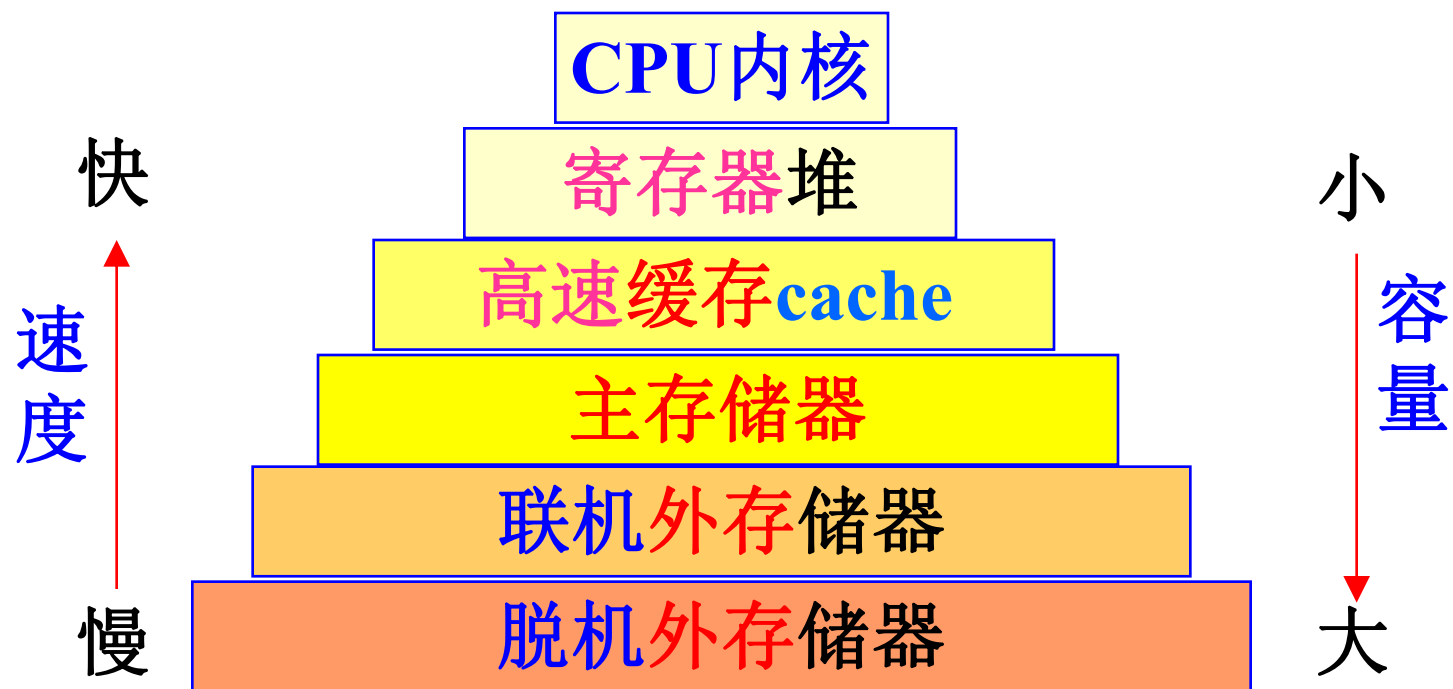 CPU内核
快
寄存器堆
小
高速缓存cache
速度
容量
主存储器
联机外存储器
慢
脱机外存储器
大